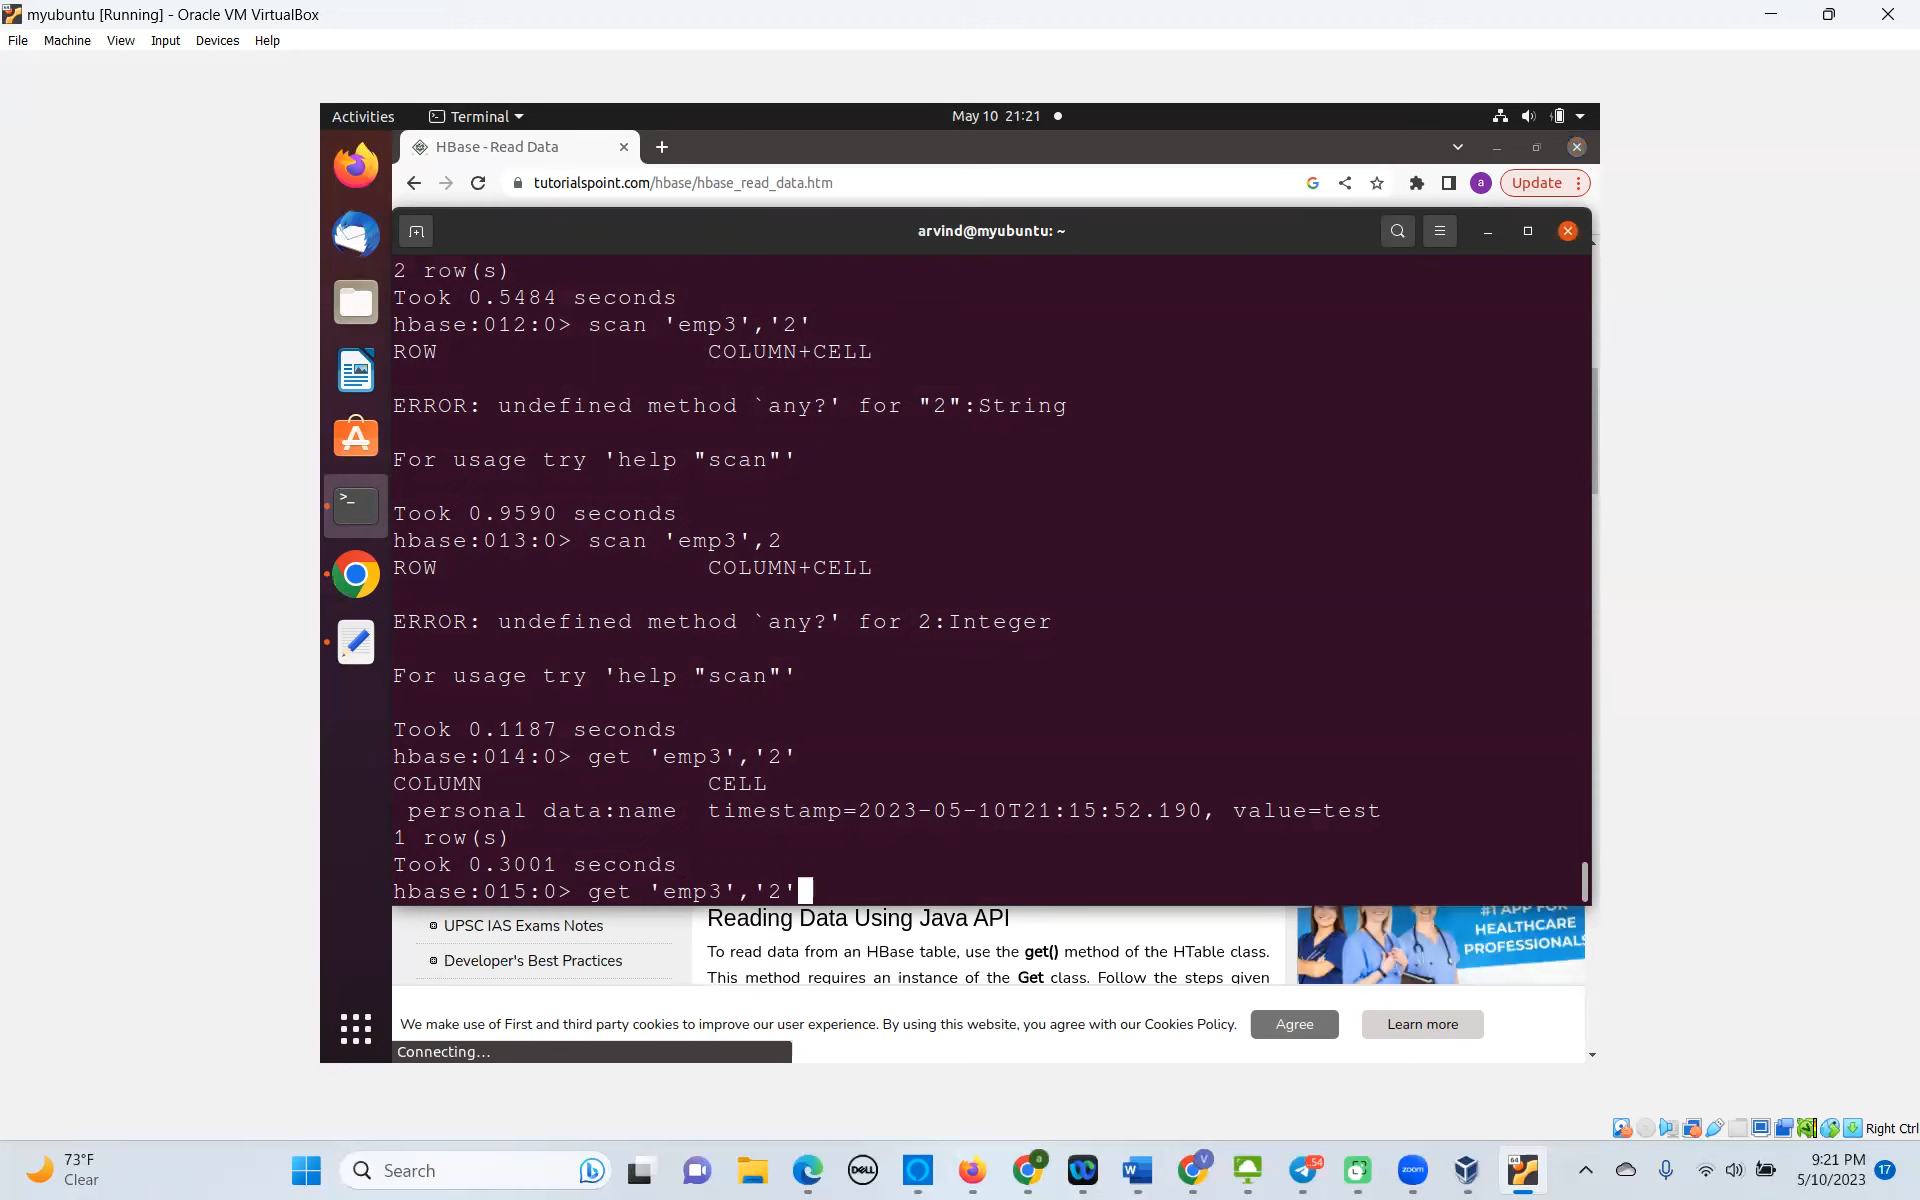 myubuntu [Running] - Oracle VM VirtualBox
File Machine View Input Devices Help
Activities Terminal May 10 21:21
HBase - Read Data
tutorialspoint.com/hbase/hbase_read_data.htm a Update
arvind@myubuntu: ~
2 row(s)
Took 0.5484 seconds
hbase:012:0> scan 'emp3','2'
ROW COLUMN+CELL
ERROR: undefined method `any?' for "2":String
For usage try 'help "scan"'
Took 0.9590 seconds
hbase:013:0> scan 'emp3',2
ROW COLUMN+CELL
ERROR: undefined method `any?' for 2:Integer
For usage try 'help "scan"'
Took 0.1187 seconds
hbase:014:0> get 'emp3','2'
COLUMN CELL
personal data:name timestamp=2023-05-10T21:15:52.190, value=test
1 row(s)
Took 0.3001 seconds
hbase:015:0> get 'emp3','2'
UPSC IAS Exams Notes
Developer's Best Practices
Reading Data Using Java API
To read data from an HBase table, use the get() method of the HTable class.
This method requires an instance of the Get class. Follow the steps given
#1 APP FOR
HEALTHCARE
PROFESSIONALS
We make use of First and third party cookies to improve our user experience. By using this website, you agree with our Cookies Policy. Agree Learn more
Connecting...
Right Ctrl
73°F
Clear
Search
DELL
a
W
V
54
zoom
64
9:21 PM
5/10/2023
17